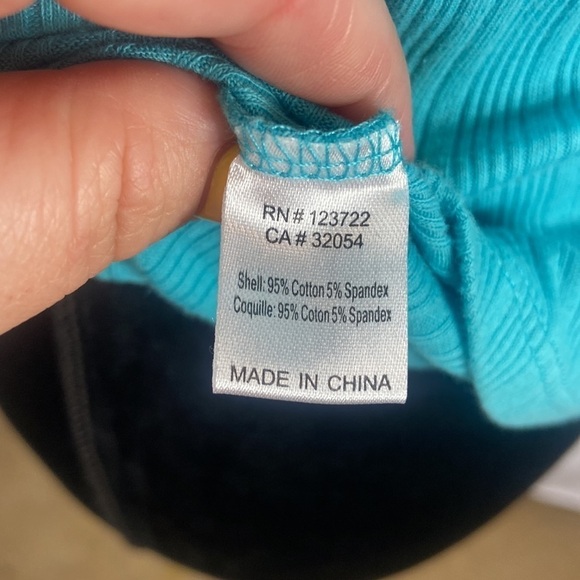 RN# 123722
CA# 32054
Shell: 95% Cotton 5% Spandex
Coquille: 95% Coton 5% Spandex
MADE IN CHINA